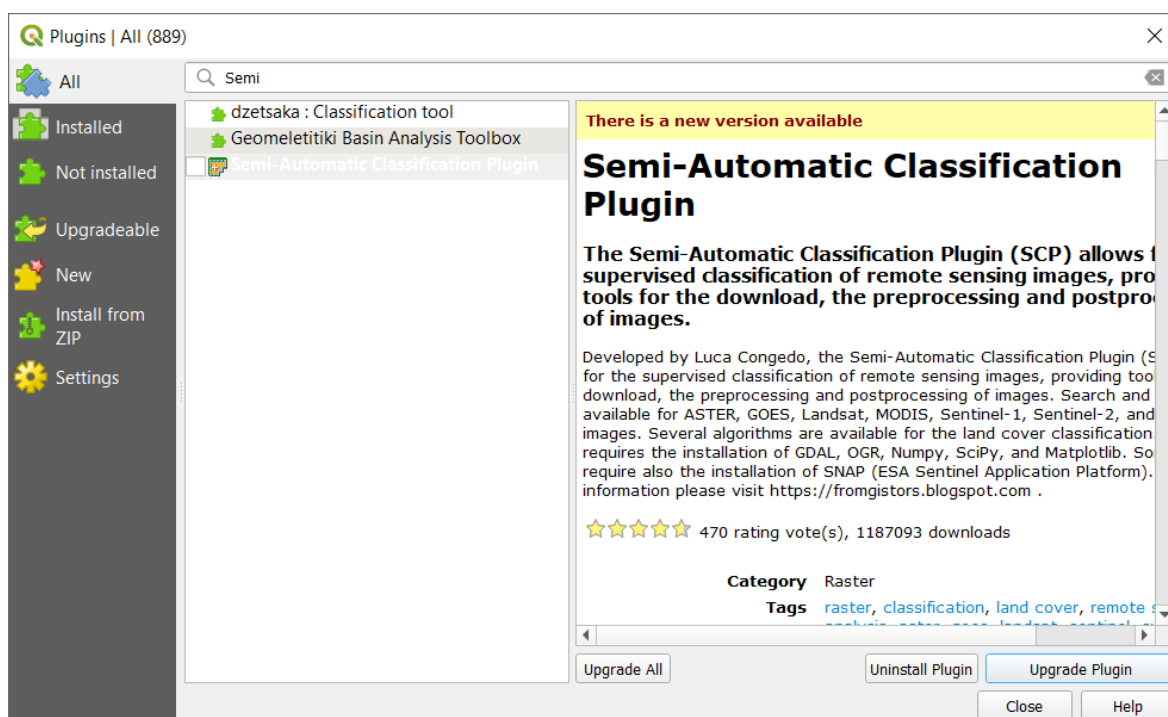 Plugins | All (889)
All
Semi
Installed
Not installed
Upgradeable
New
Install from
ZIP
Settings
dzetsaka : Classification tool
Geomeletitiki Basin Analysis Toolbox
Semi-Automatic Classification Plugin
There is a new version available
Semi-Automatic Classification
Plugin
The Semi-Automatic Classification Plugin (SCP) allows f
supervised classification of remote sensing images, pro
tools for the download, the preprocessing and postpro
of images.
Developed by Luca Congedo, the Semi-Automatic Classification Plugin (S
for the supervised classification of remote sensing images, providing tool
download, the preprocessing and postprocessing of images. Search and
available for ASTER, GOES, Landsat, MODIS, Sentinel-1, Sentinel-2, and
images. Several algorithms are available for the land cover classification.
requires the installation of GDAL, OGR, Numpy, SciPy, and Matplotlib. So
require also the installation of SNAP (ESA Sentinel Application Platform).
information please visit https://fromgistors.blogspot.com .
470 rating vote(s), 1187093 downloads
Category Raster
Tags raster, classification, land cover, remote s
Upgrade All
Uninstall Plugin
Upgrade Plugin
Close
Help